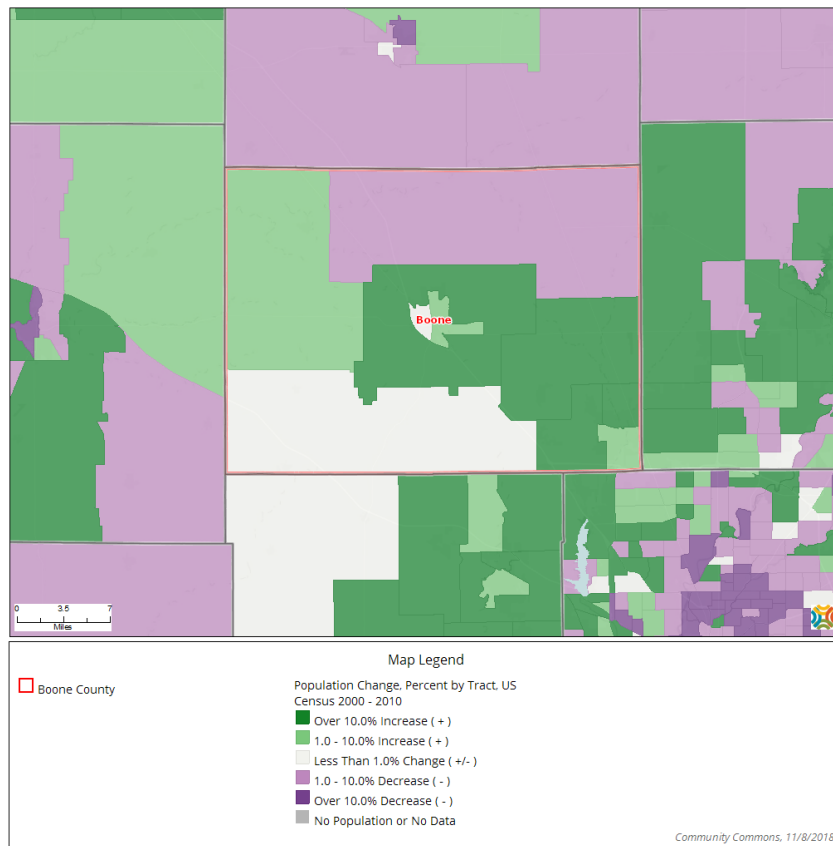 Boone
0 3.5 7
Miles
Map Legend
Boone County
Population Change, Percent by Tract, US
Census 2000 - 2010
Over 10.0% Increase ( + )
1.0 - 10.0% Increase ( + )
Less Than 1.0% Change ( +/- )
1.0 - 10.0% Decrease ( - )
Over 10.0% Decrease ( - )
No Population or No Data
Community Commons, 11/8/2018